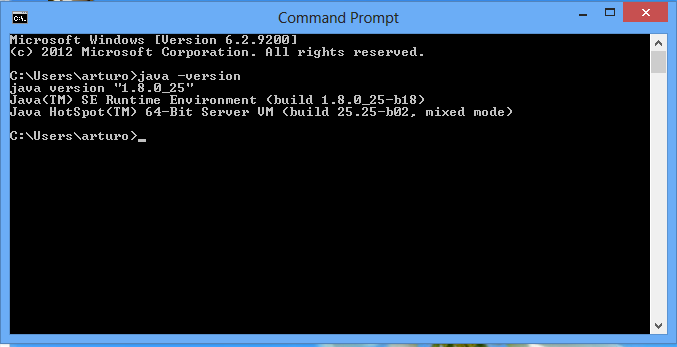 Command Prompt
Microsoft Windows [Version 6.2.9200]
(c) 2012 Microsoft Corporation. All rights reserved.
C:\Users\arturo>java -version
java version "1.8.0_25"
Java(TM) SE Runtime Environment (build 1.8.0_25-b18)
Java HotSpot(TM) 64-Bit Server VM (build 25.25-b02, mixed mode)
C:\Users\arturo>_